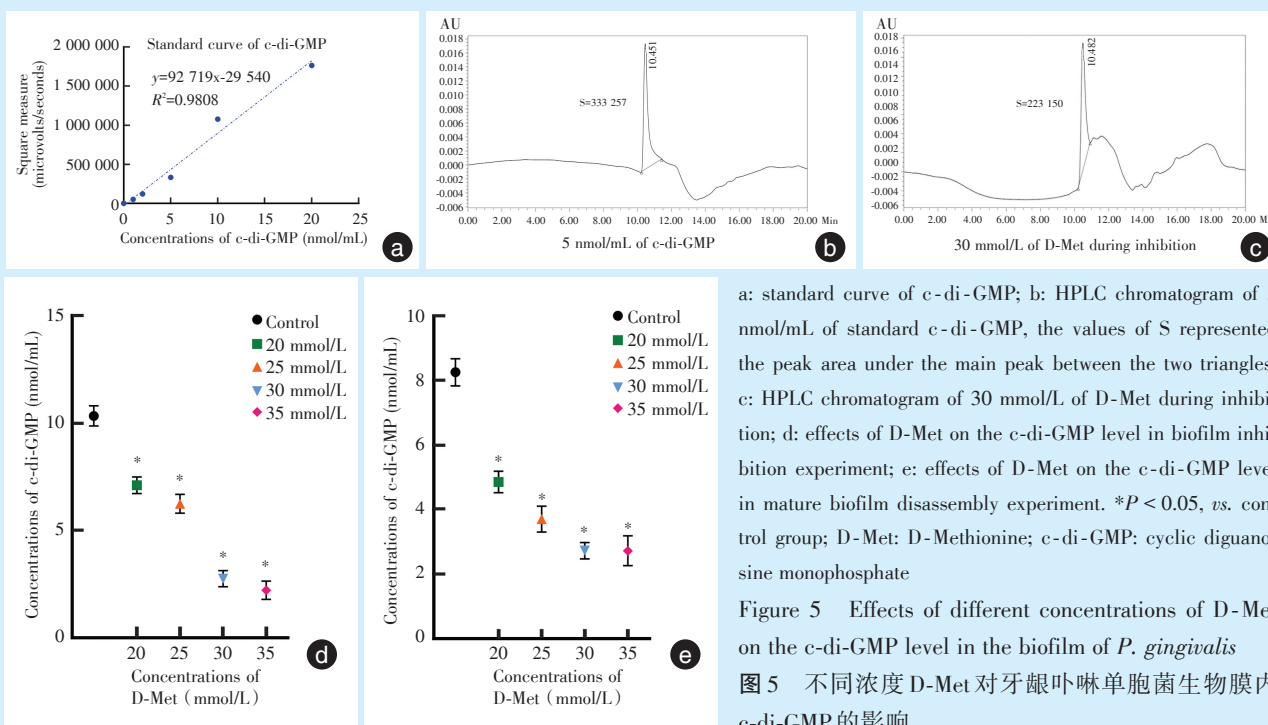 2 000 000
Standard curve of c-di-GMP
y=92 719x-29 540
R²=0.9808
1 500 000
1 000 000
500 000
0
Square measure
(microvolts/seconds)
0 5 10 15 20 25
Concentrations of c-di-GMP (nmol/mL)
a
AU
0.018
0.016
0.014
0.012
0.010
0.008
0.006
0.004
0.002
0.000
-0.002
-0.004
-0.006
10.451
S=333 257
0.00 2.00 4.00 6.00 8.00 10.00 12.00 14.00 16.00 18.00 20.00 Min
5 nmol/mL of c-di-GMP
b
AU
0.018
0.016
0.014
0.012
0.010
0.008
0.006
0.004
0.002
0.000
-0.002
-0.004
-0.006
10.482
S=223 150
0.00 2.00 4.00 6.00 8.00 10.00 12.00 14.00 16.00 18.00 20.00 M
30 mmol/L of D-Met during inhibition
c
Concentrations of c-di-GMP (nmol/mL)
15
10
5
0
Control
20 mmol/L
25 mmol/L
30 mmol/L
35 mmol/L
* * * *
20 25 30 35
Concentrations of
D-Met (mmol/L)
d
Concentrations of c-di-GMP (nmol/mL)
10
8
6
4
2
0
Control
20 mmol/L
25 mmol/L
30 mmol/L
35 mmol/L
* * * *
20 25 30 35
Concentrations of
D-Met (mmol/L)
e
a: standard curve of c-di-GMP; b: HPLC chromatogram of
nmol/mL of standard c-di-GMP, the values of S represented
the peak area under the main peak between the two triangles
c: HPLC chromatogram of 30 mmol/L of D-Met during inhibi
tion; d: effects of D-Met on the c-di-GMP level in biofilm inhi
bition experiment; e: effects of D-Met on the c-di-GMP leve
in mature biofilm disassembly experiment. *P < 0.05, vs. con
trol group; D-Met: D-Methionine; c-di-GMP: cyclic diguano
sine monophosphate
Figure 5 Effects of different concentrations of D-Me
on the c-di-GMP level in the biofilm of P. gingivalis
图5 不同浓度D-Met对牙龈卟啉单胞菌生物膜内
c-di-GMP的影响